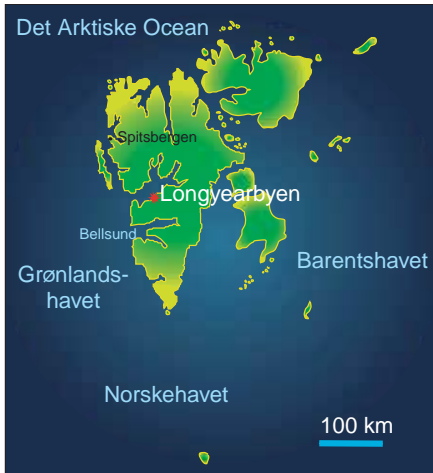 Det Arktiske Ocean
Spitsbergen
Longyearbyen
Bellsund
Barentshavet
Grønlands-
havet
Norskehavet
100 km